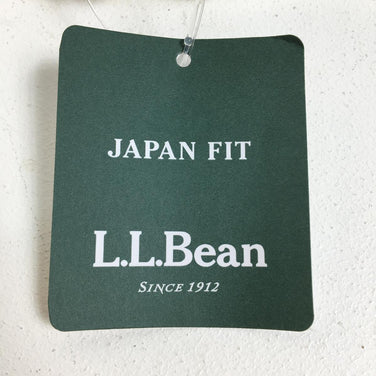 JAPAN FIT
L.L.Bean
SINCE 1912